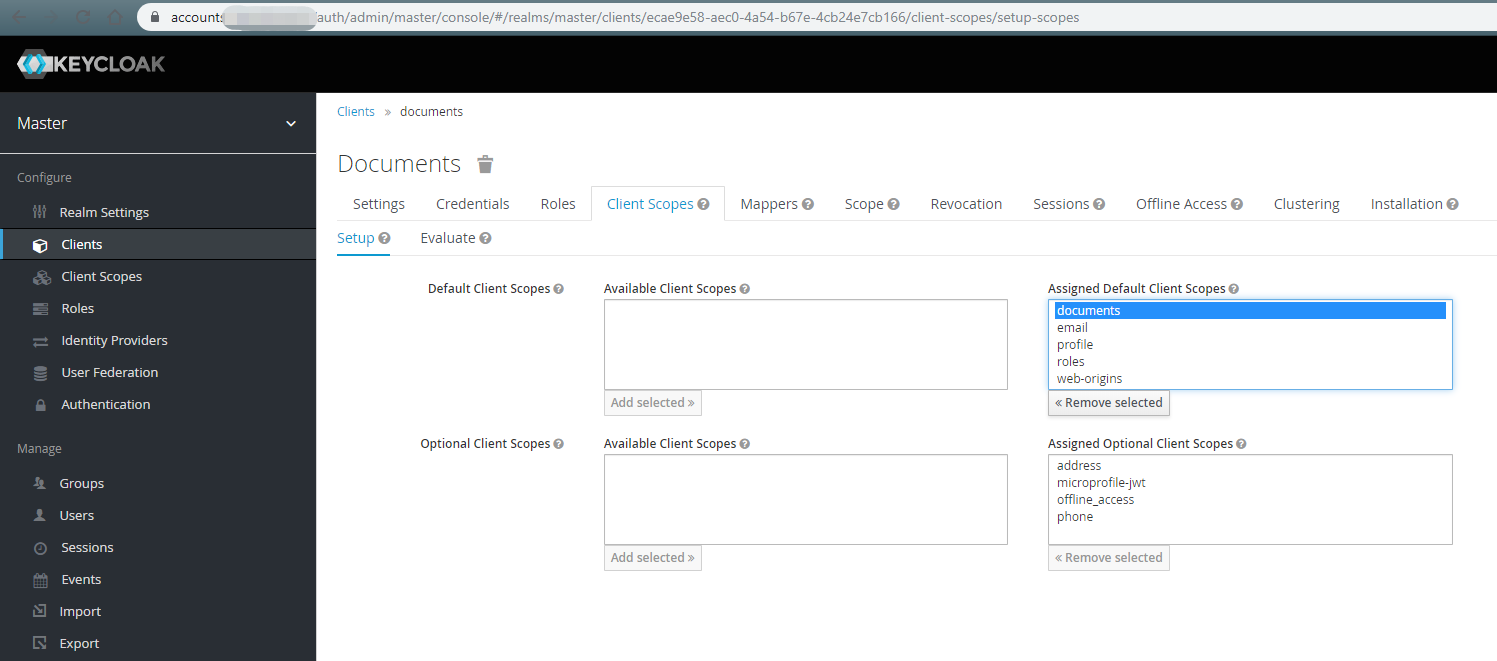 accounts /auth/admin/master/console/#/realms/master/clients/ecae9e58-aec0-4a54-b67e-4cb24e7cb166/client-scopes/setup-scopes
KEYCLOAK
Master
Clients » documents
Documents
Configure
Settings Credentials Roles Client Scopes Mappers Scope Revocation Sessions Offline Access Clustering Installation
Realm Settings
Clients
Setup Evaluate
Client Scopes
Default Client Scopes Available Client Scopes Assigned Default Client Scopes
Roles
documents
email
Identity Providers
profile
roles
User Federation
web-origins
Authentication
Add selected » « Remove selected
Manage
Optional Client Scopes Available Client Scopes Assigned Optional Client Scopes
address
Groups
microprofile-jwt
offline_access
Users
phone
Sessions
Add selected » « Remove selected
Events
Import
Export